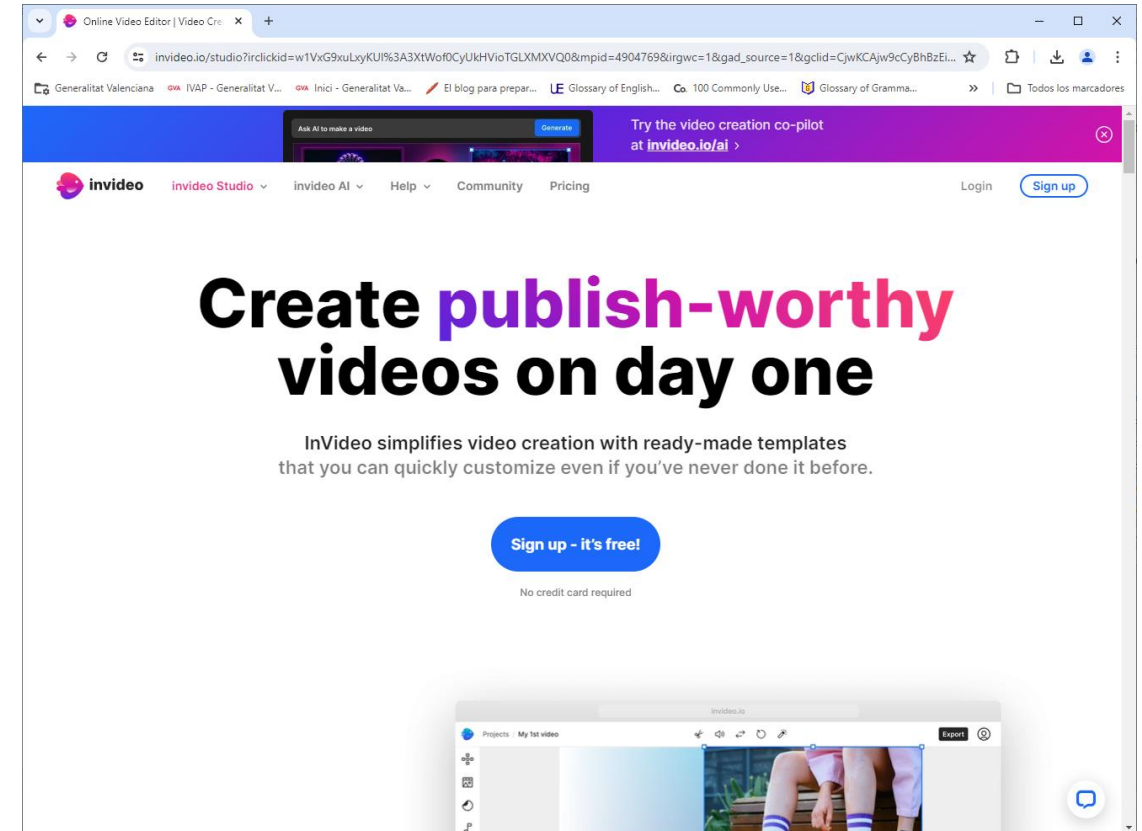 Online Video Editor | Video Cre
invideo.io/studio?irclickid=w1VxG9xuLxyKUl%3A3XtWof0CyUkHVioTGLXMXVQ0&mpid=4904769&irgwc=1&gad_source=1&gclid=CjwKCAjw9cCyBhBzEi...
Generalitat Valenciana GVA IVAP - Generalitat V... GVA Inici - Generalitat Va... El blog para prepar... UE Glossary of English... Co. 100 Commonly Use... Glossary of Gramma... » Todos los marcadores
Ask AI to make a video Generate
Try the video creation co-pilot
at invideo.io/ai >
invideo invideo Studio invideo AI Help Community Pricing Login Sign up
Create publish-worthy
videos on day one
InVideo simplifies video creation with ready-made templates
that you can quickly customize even if you've never done it before.
Sign up - it's free!
No credit card required
invideo.io
Projects / My 1st video Export